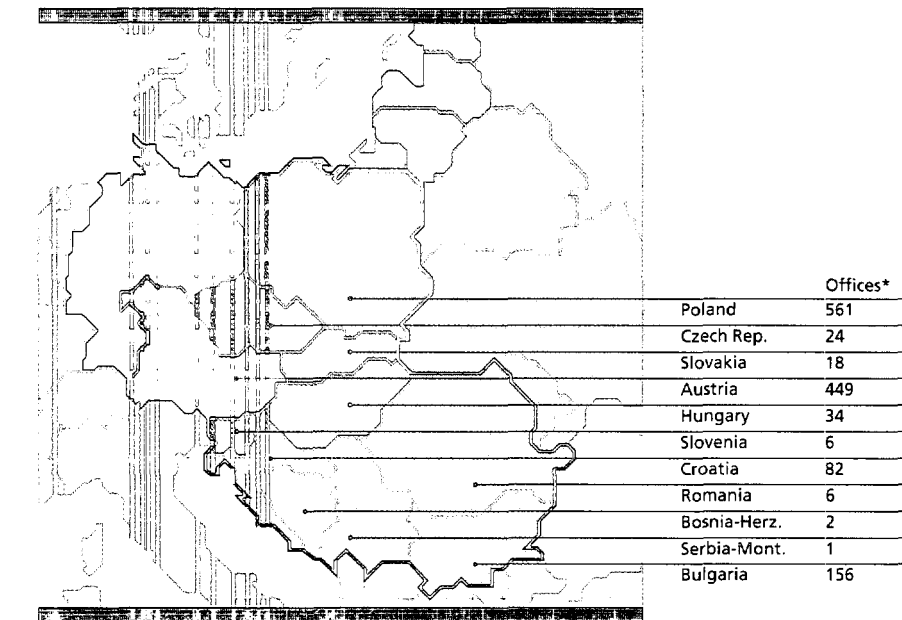 Offices*
Poland 561
Czech Rep. 24
Slovakia 18
Austria 449
Hungary 34
Slovenia 6
Croatia 82
Romania 6
Bosnia-Herz. 2
Serbia-Mont. 1
Bulgaria 156